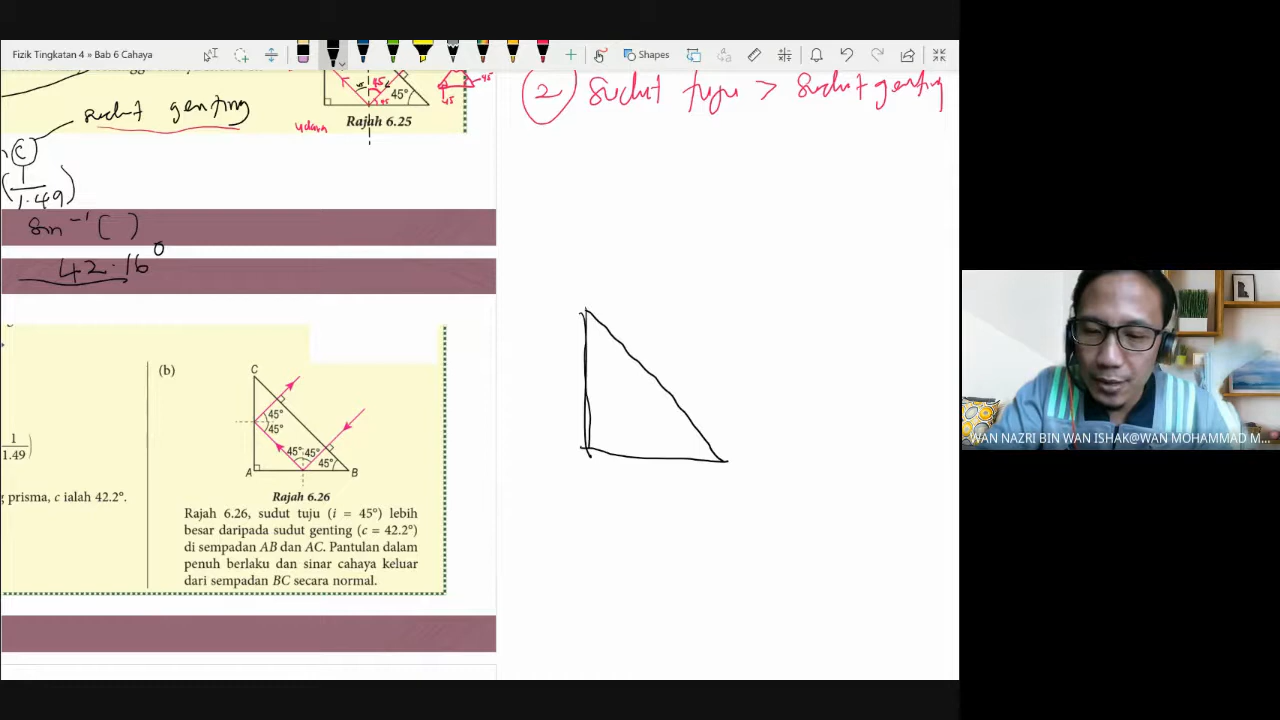 Fizik Tingkatan 4 » Bab 6 Cahaya
Shapes
sudut genting
c
1
1.49
sin⁻¹ ( )
42.16°
45
45
45°
45
45
udara
Rajah 6.25
2 Sudut tuju > Sudut genting
1
1.49
g prisma, c ialah 42.2°.
(b)
C
45°
45°
45° 45°
45°
A
B
Rajah 6.26
Rajah 6.26, sudut tuju (i = 45°) lebih
besar daripada sudut genting (c = 42.2°)
di sempadan AB dan AC. Pantulan dalam
penuh berlaku dan sinar cahaya keluar
dari sempadan BC secara normal.
WAN NAZRI BIN WAN ISHAK@WAN MOHAMMAD M...